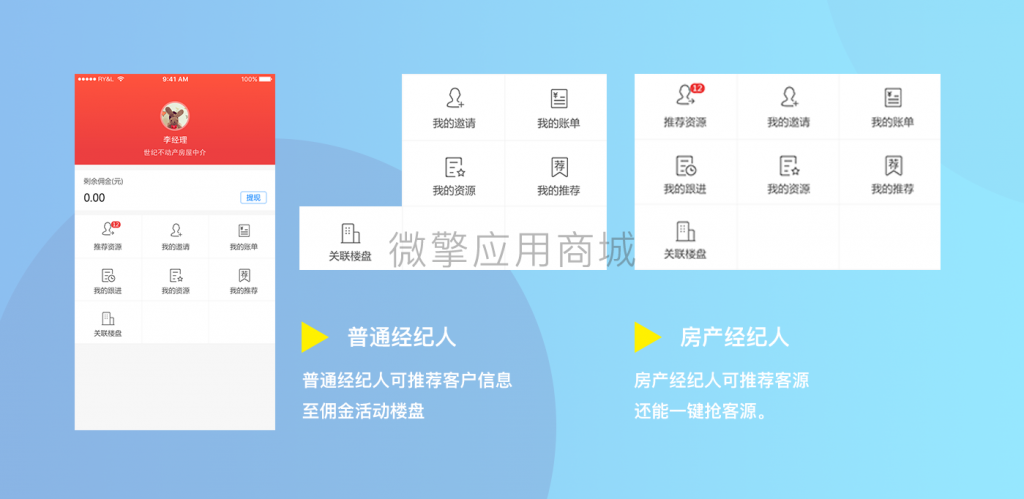 RY&L
9:41 AM
100%
李经理
世纪不动产房屋中介
剩余佣金(元)
0.00
提现
12
推荐资源
我的邀请
我的账单
我的跟进
我的资源
我的推荐
关联楼盘
我的邀请
我的账单
我的资源
我的推荐
关联楼盘
12
推荐资源
我的邀请
我的账单
我的跟进
我的资源
我的推荐
关联楼盘
微擎应用商城
普通经纪人
普通经纪人可推荐客户信息
至佣金活动楼盘
房产经纪人
房产经纪人可推荐客源
还能一键抢客源。